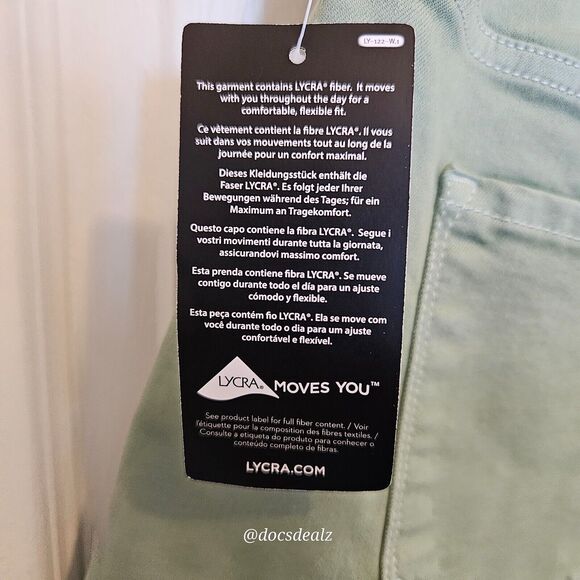 LY-122-W.1
This garment contains LYCRA® fiber. It moves
with you throughout the day for a
comfortable, flexible fit.
Ce vêtement contient la fibre LYCRA®. Il vous
suit dans vos mouvements tout au long de la
journée pour un confort maximal.
Dieses Kleidungsstück enthält die
Faser LYCRA®. Es folgt jeder Ihrer
Bewegungen während des Tages; für ein
Maximum an Tragekomfort.
Questo capo contiene la fibra LYCRA®. Segue i
vostri movimenti durante tutta la giornata,
assicurandovi massimo comfort.
Esta prenda contiene fibra LYCRA®. Se mueve
contigo durante todo el día para un ajuste
cómodo y flexible.
Esta peça contém fio LYCRA®. Ela se move com
você durante todo o dia para um ajuste
confortável e flexível.
LYCRA® MOVES YOU™
See product label for full fiber content. / Voir
l'étiquette pour la composition des fibres textiles. /
Consulte a etiqueta do produto para conhecer o
conteúdo completo de fibras.
LYCRA.COM
@docsdealz